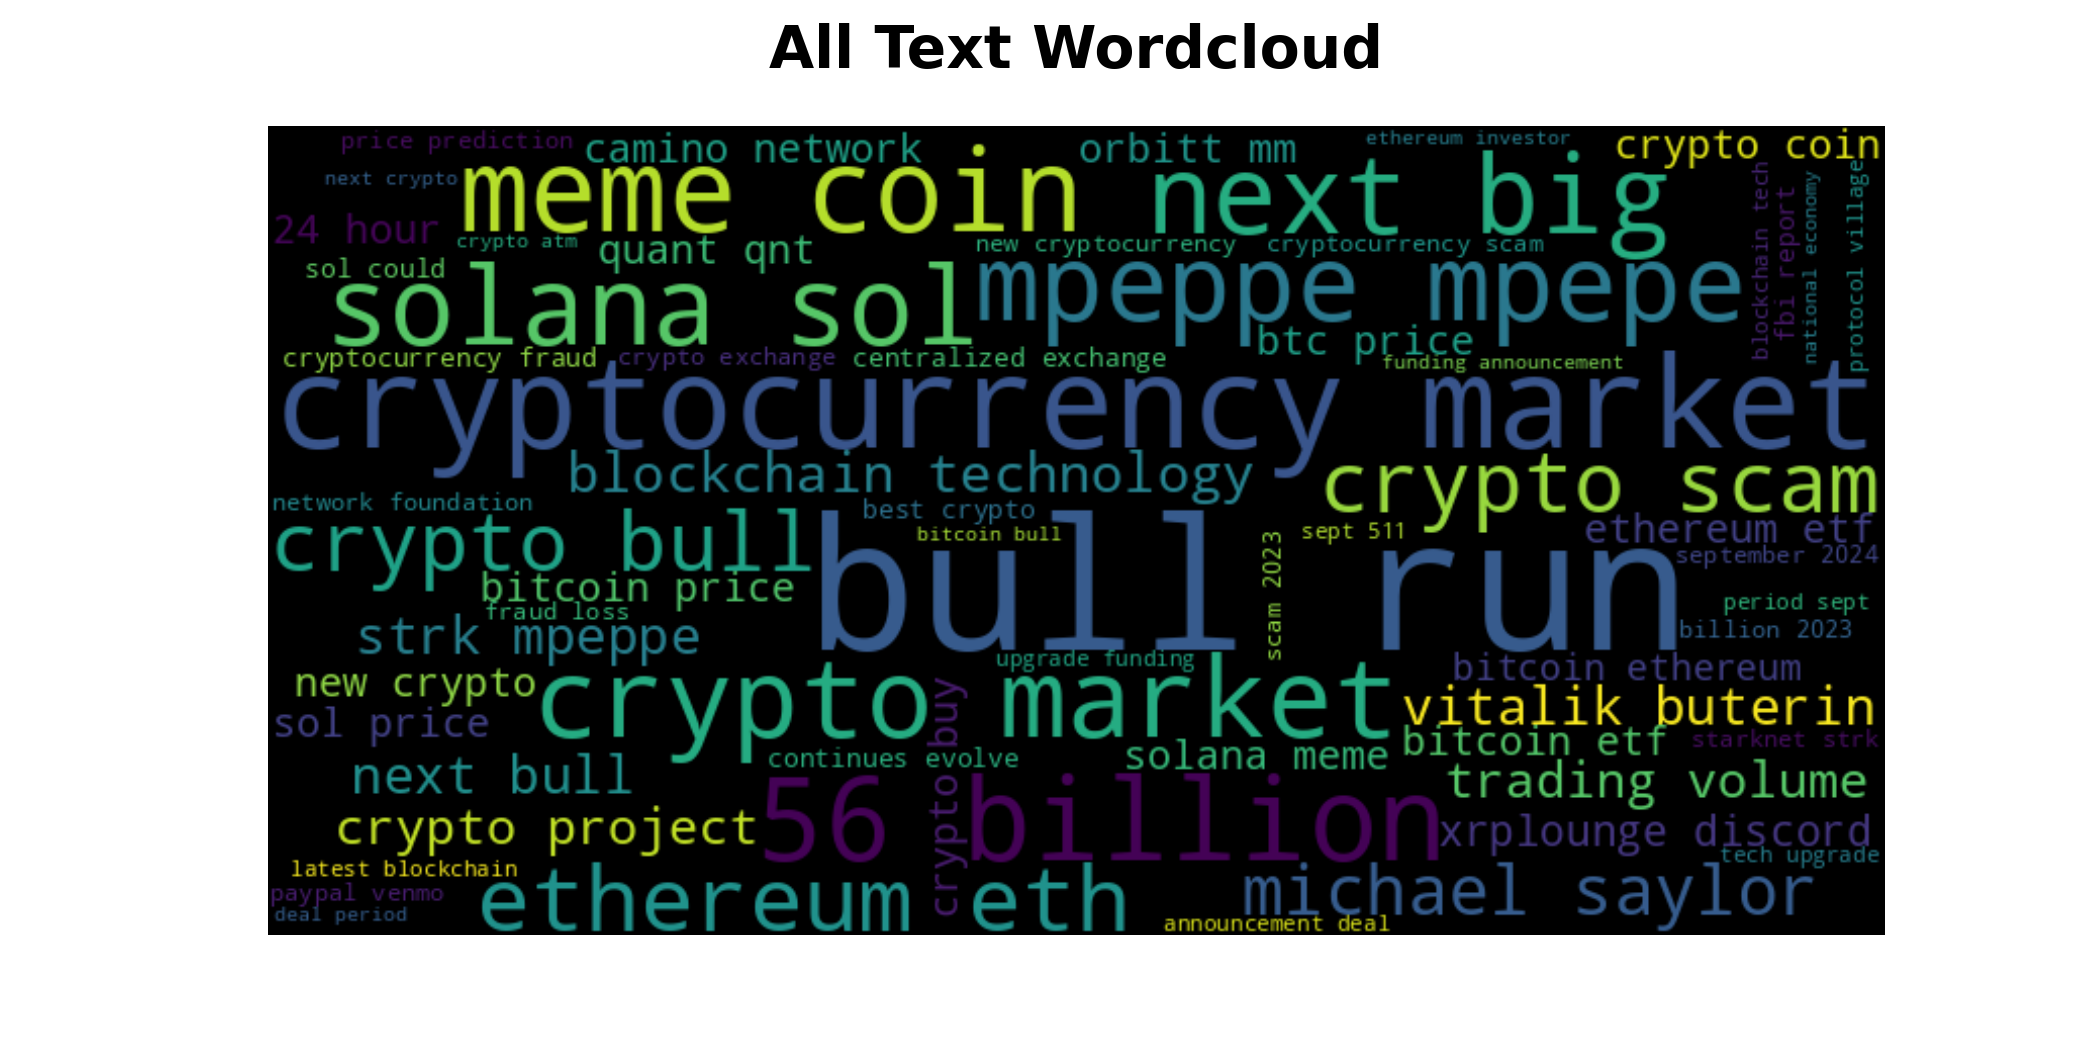 All Text Wordcloud
price prediction
camino network
orbitt mm
ethereum investor
crypto coin
next crypto
meme coin
next big
24 hour
crypto atm
quant qnt
new cryptocurrency
cryptocurrency scam
blockchain tech
fbi report
national economy
protocol village
sol could
solana sol
mpeppe mpepe
btc price
cryptocurrency fraud
crypto exchange
centralized exchange
funding announcement
cryptocurrency market
blockchain technology
crypto scam
network foundation
best crypto
crypto bull
bitcoin bull
bull run
scam 2023
sept 511
ethereum etf
september 2024
bitcoin price
fraud loss
period sept
strk mpeppe
billion 2023
upgrade funding
bitcoin ethereum
new crypto
crypto market
crypto buy
vitalik buterin
sol price
bitcoin etf
starknet strk
continues evolve
solana meme
next bull
56 billion
trading volume
crypto project
xrplounge discord
latest blockchain
tech upgrade
paypal venmo
ethereum eth
michael saylor
deal period
announcement deal